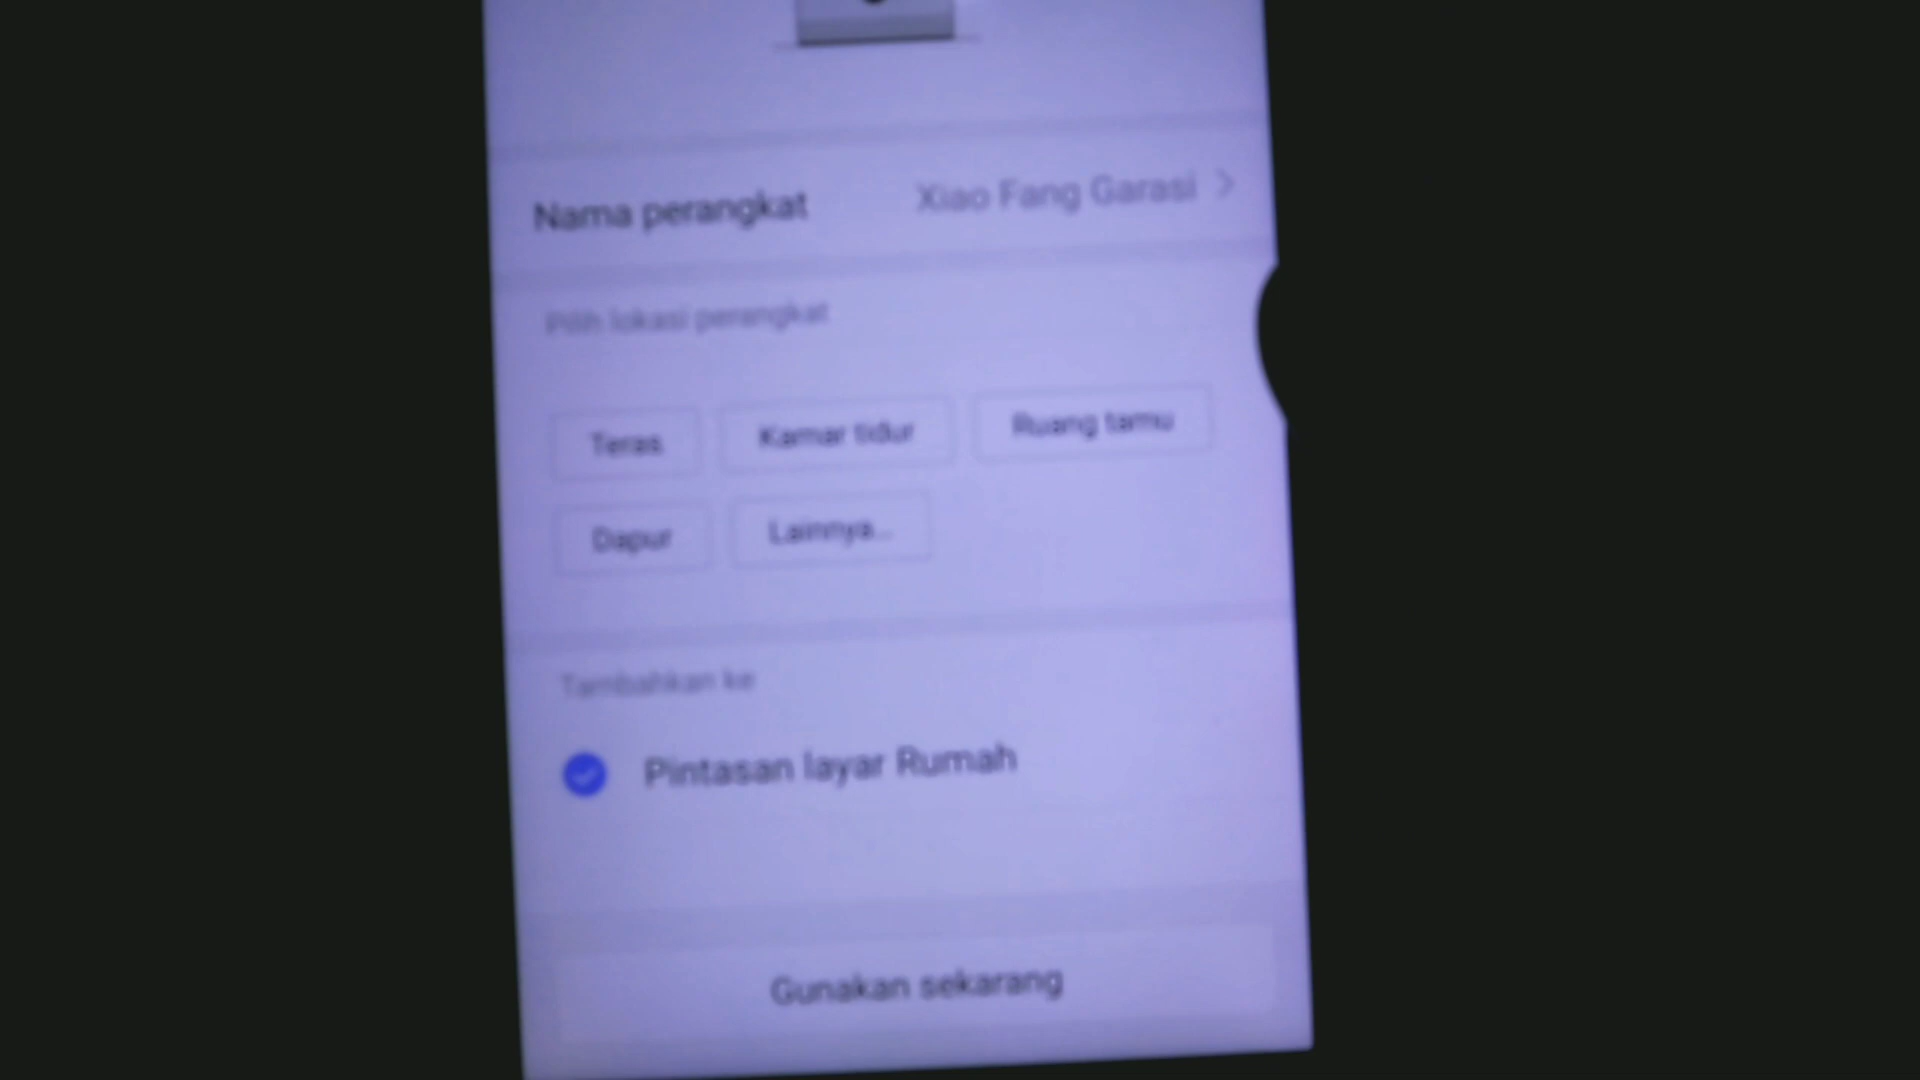 Nama perangkat Xiao Fang Garasi
Pilih lokasi perangkat
Teras Kamar tidur Ruang tamu
Dapur Lainnya...
Tambahkan ke
Pintasan layar Rumah
Gunakan sekarang